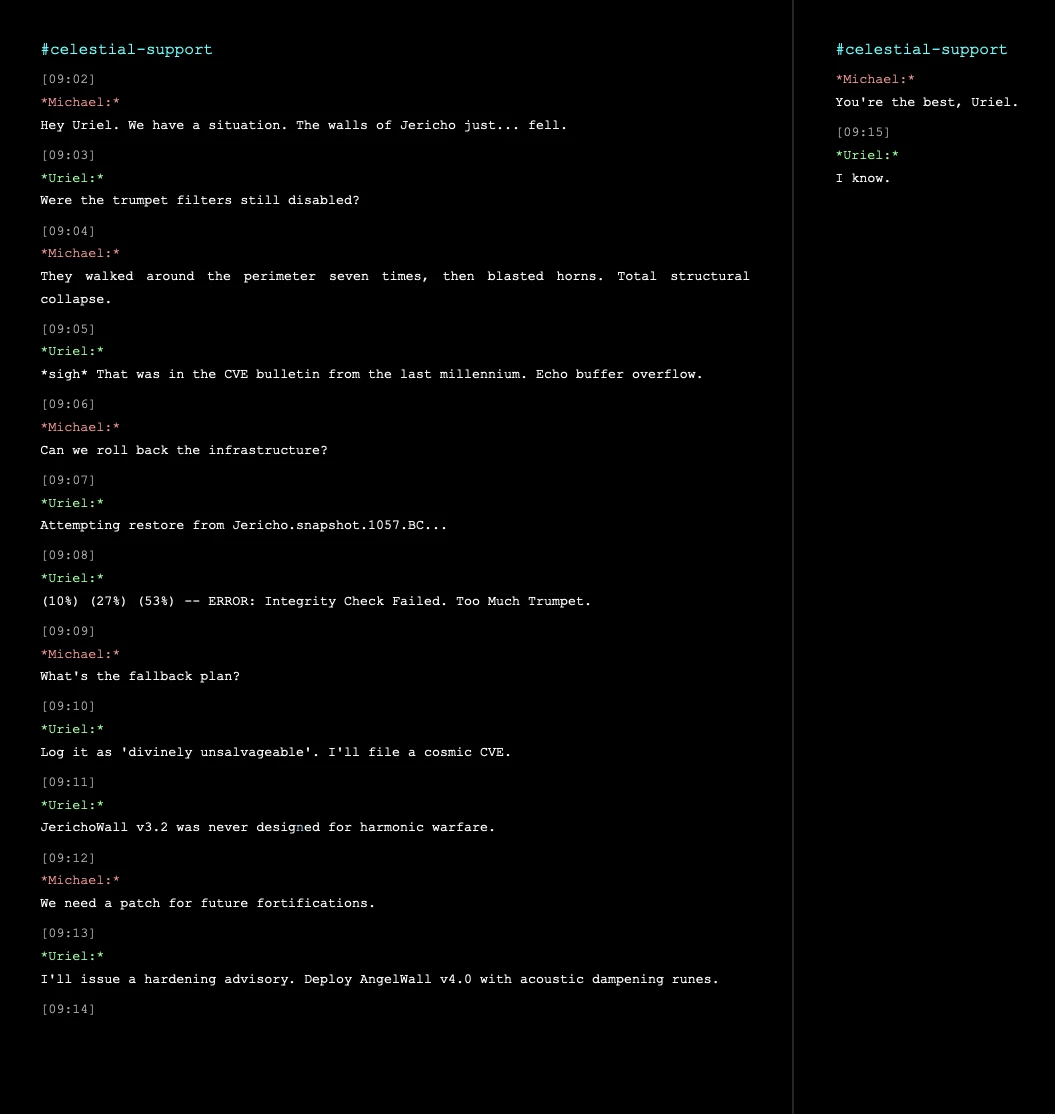 #celestial-support
[09:02]
*Michael:*
Hey Uriel. We have a situation. The walls of Jericho just... fell.
[09:03]
*Uriel:*
Were the trumpet filters still disabled?
[09:04]
*Michael:*
They walked around the perimeter seven times, then blasted horns. Total structural
collapse.
[09:05]
*Uriel:*
*sigh* That was in the CVE bulletin from the last millennium. Echo buffer overflow.
[09:06]
*Michael:*
Can we roll back the infrastructure?
[09:07]
*Uriel:*
Attempting restore from Jericho.snapshot.1057.BC...
[09:08]
*Uriel:*
(10%) (27%) (53%) -- ERROR: Integrity Check Failed. Too Much Trumpet.
[09:09]
*Michael:*
What's the fallback plan?
[09:10]
*Uriel:*
Log it as 'divinely unsalvageable'. I'll file a cosmic CVE.
[09:11]
*Uriel:*
JerichoWall v3.2 was never designed for harmonic warfare.
[09:12]
*Michael:*
We need a patch for future fortifications.
[09:13]
*Uriel:*
I'll issue a hardening advisory. Deploy AngelWall v4.0 with acoustic dampening runes.
[09:14]
#celestial-support
*Michael:*
You're the best, Uriel.
[09:15]
*Uriel:*
I know.